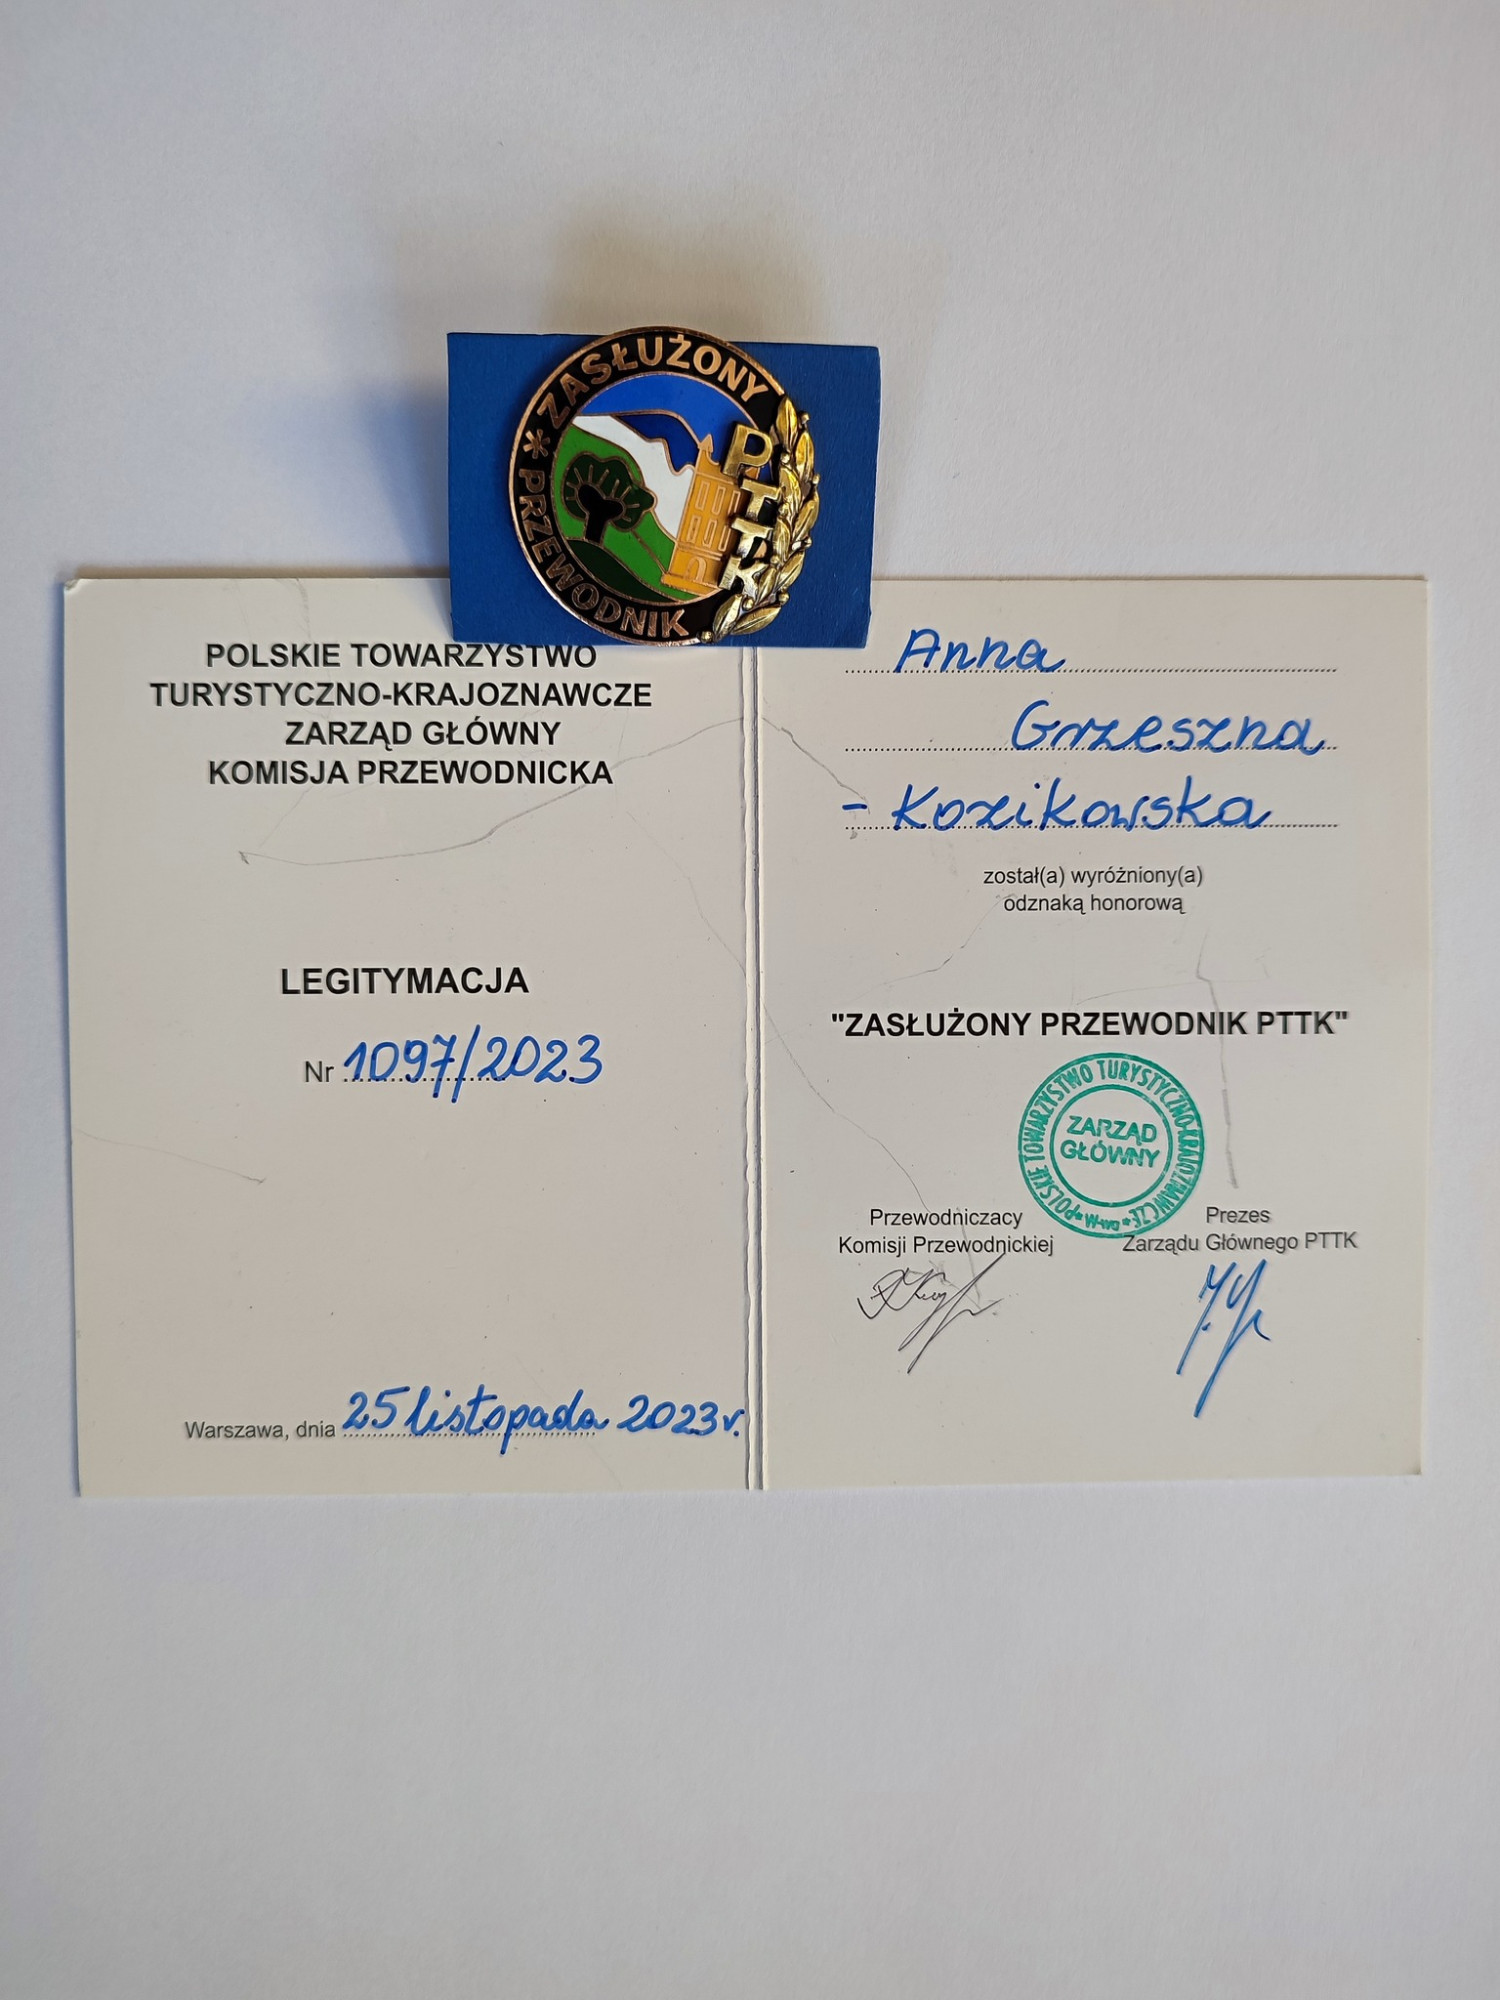 ZASŁUŻONY
* PRZEWODNIK
PTTK
POLSKIE TOWARZYSTWO
TURYSTYCZNO-KRAJOZNAWCZE
ZARZĄD GŁÓWNY
KOMISJA PRZEWODNICKA
LEGITYMACJA
Nr 1097/2023
Warszawa, dnia 25 listopada 2023 r.
Anna
Grzeszna
- Kozikowska
został(a) wyróżniony(a)
odznaką honorową
"ZASŁUŻONY PRZEWODNIK PTTK"
POLSKIE TOWARZYSTWO TURYSTYCZNO-KRAJOZNAWCZE * W-wa *
ZARZĄD
GŁÓWNY
Przewodniczacy
Komisji Przewodnickiej
Prezes
Zarządu Głównego PTTK